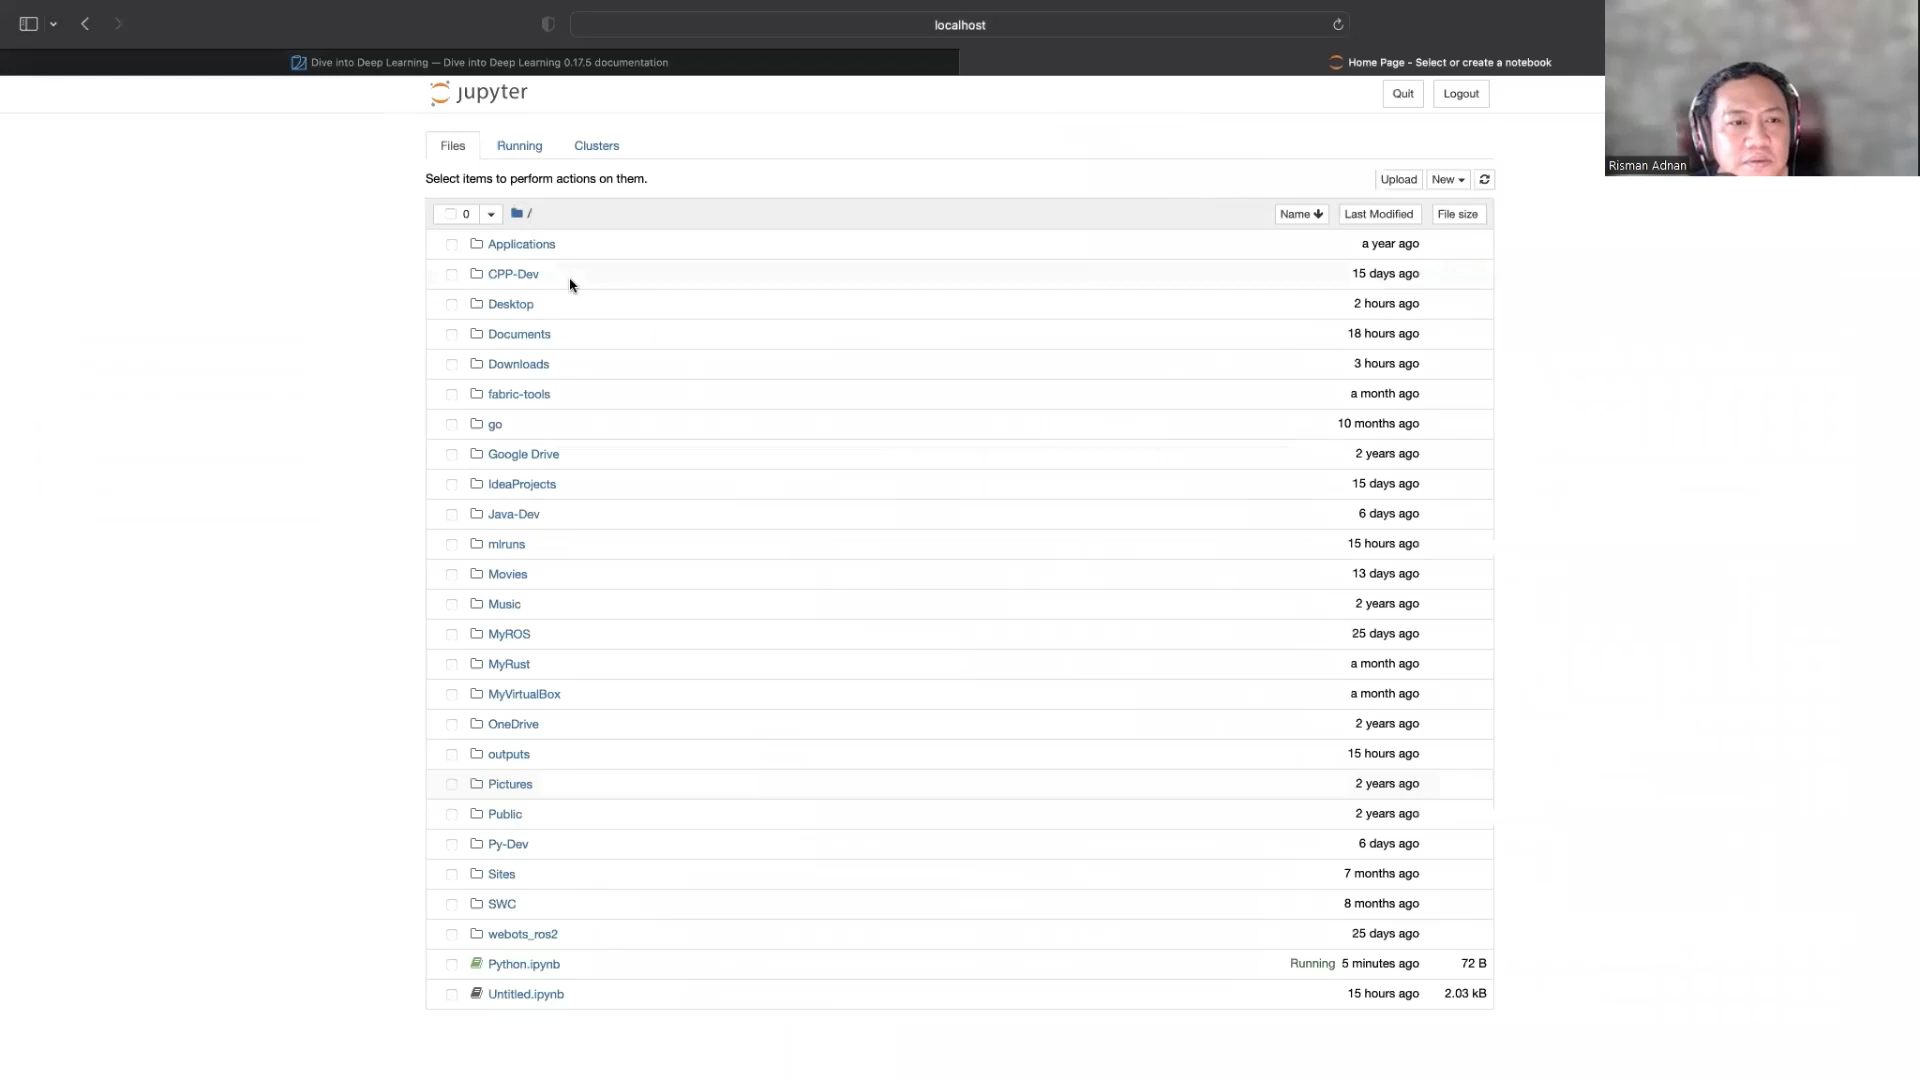 localhost
Dive into Deep Learning — Dive into Deep Learning 0.17.5 documentation
Home Page - Select or create a notebook
jupyter
Quit Logout
Files Running Clusters
Select items to perform actions on them.
Upload New
0 / Name Last Modified File size
Applications a year ago
CPP-Dev 15 days ago
Desktop 2 hours ago
Documents 18 hours ago
Downloads 3 hours ago
fabric-tools a month ago
go 10 months ago
Google Drive 2 years ago
IdeaProjects 15 days ago
Java-Dev 6 days ago
mlruns 15 hours ago
Movies 13 days ago
Music 2 years ago
MyROS 25 days ago
MyRust a month ago
MyVirtualBox a month ago
OneDrive 2 years ago
outputs 15 hours ago
Pictures 2 years ago
Public 2 years ago
Py-Dev 6 days ago
Sites 7 months ago
SWC 8 months ago
webots_ros2 25 days ago
Python.ipynb Running 5 minutes ago 72 B
Untitled.ipynb 15 hours ago 2.03 kB
Risman Adnan